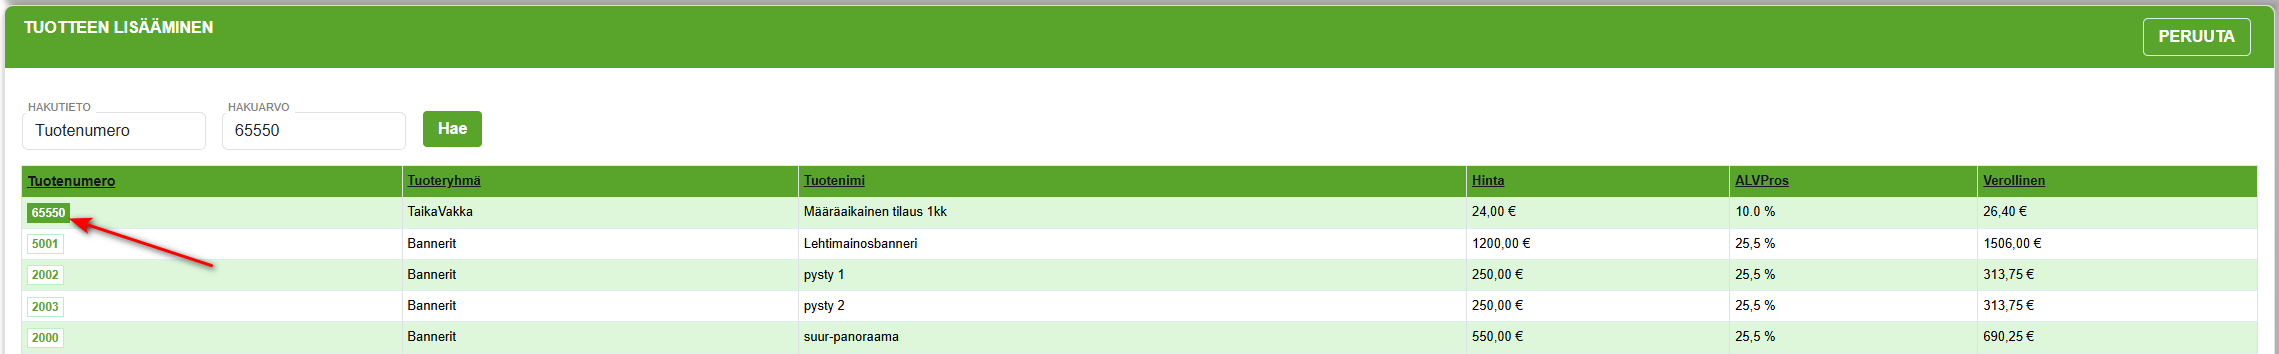 TUOTTEEN LISÄÄMINEN
PERUUTA
HAKUTIETO HAKUARVO
Tuotenumero 65550 Hae
Tuotenumero Tuoteryhmä Tuotenimi Hinta ALVPros Verollinen
65550 TaikaVakka Määräaikainen tilaus 1kk 24,00 € 10.0 % 26,40 €
5001 Bannerit Lehtimainosbanneri 1200,00 € 25,5 % 1506,00 €
2002 Bannerit pysty 1 250,00 € 25,5 % 313,75 €
2003 Bannerit pysty 2 250,00 € 25,5 % 313,75 €
2000 Bannerit suur-panoraama 550,00 € 25,5 % 690,25 €